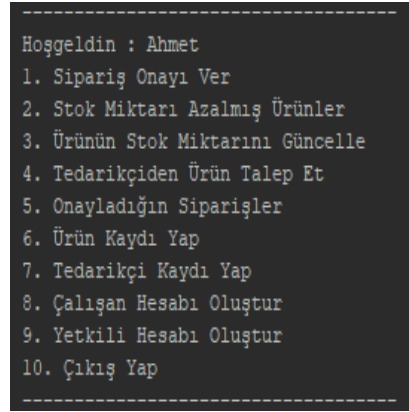 ------------------------------------
Hoşgeldin : Ahmet
1. Sipariş Onayı Ver
2. Stok Miktarı Azalmış Ürünler
3. Ürünün Stok Miktarını Güncelle
4. Tedarikçiden Ürün Talep Et
5. Onayladığın Siparişler
6. Ürün Kaydı Yap
7. Tedarikçi Kaydı Yap
8. Çalışan Hesabı Oluştur
9. Yetkili Hesabı Oluştur
10. Çıkış Yap
------------------------------------